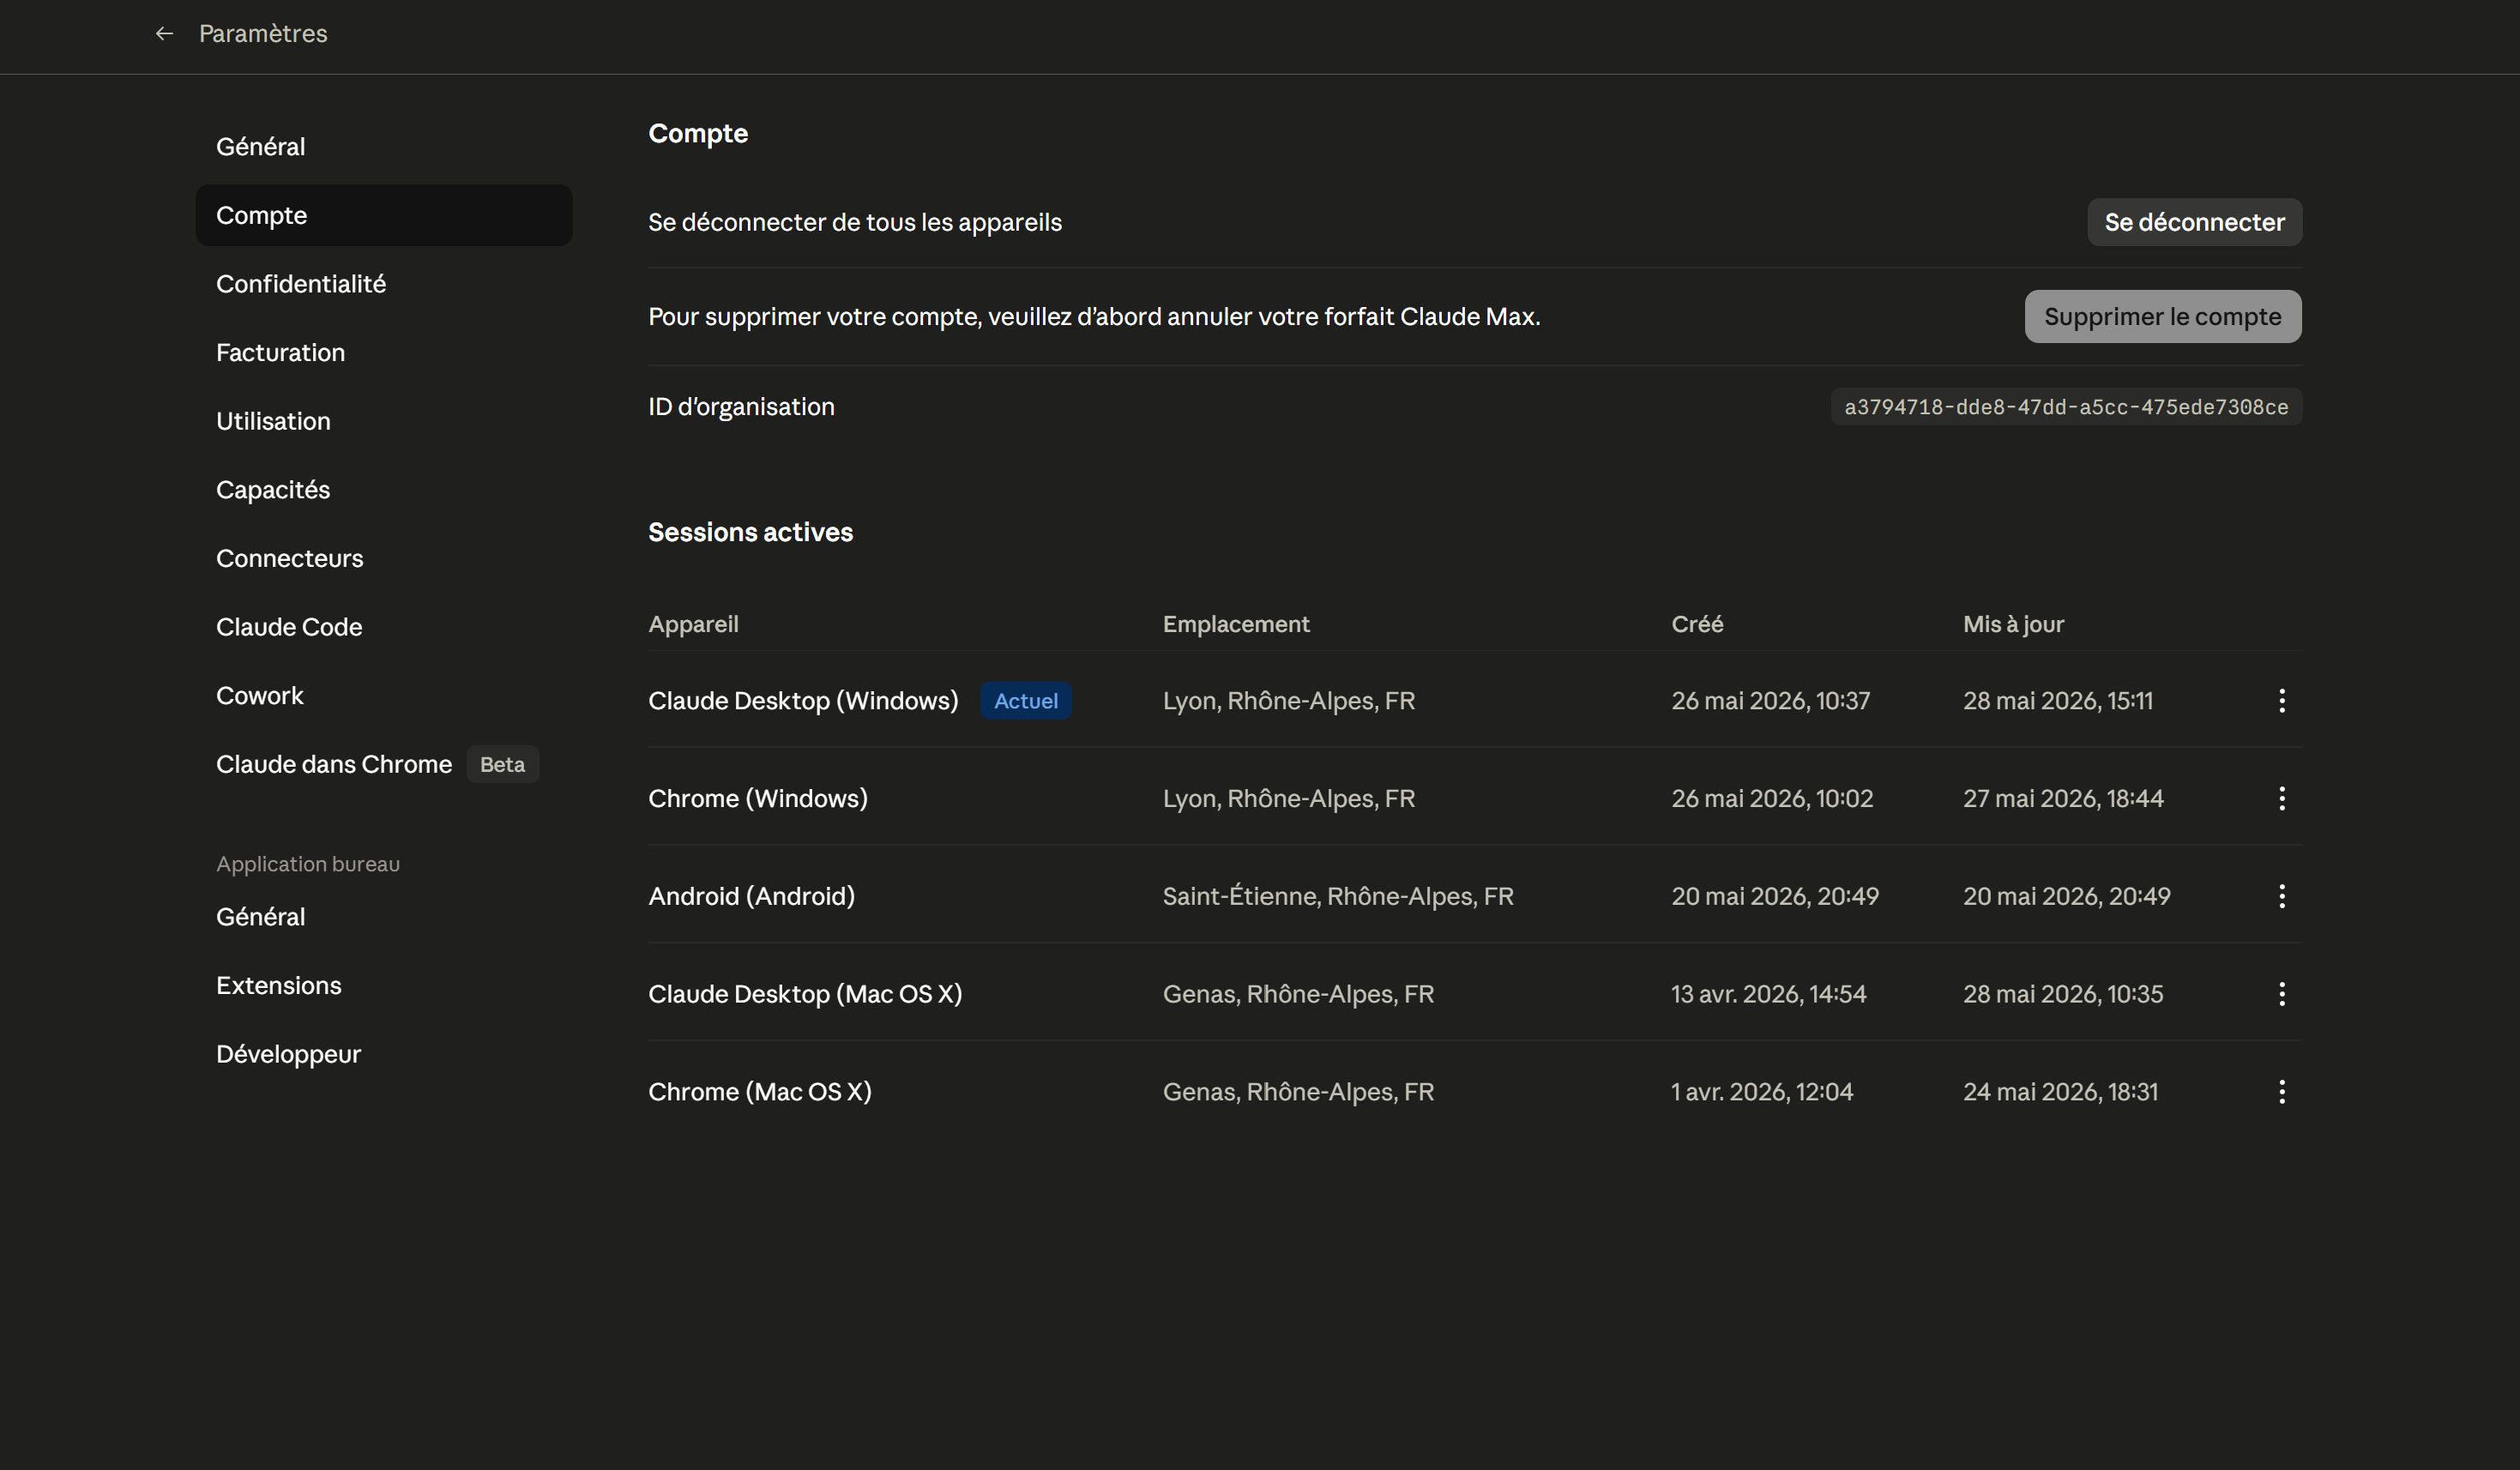 Paramètres
Général
Compte
Confidentialité
Facturation
Utilisation
Capacités
Connecteurs
Claude Code
Cowork
Claude dans Chrome Beta
Application bureau
Général
Extensions
Développeur
Compte
Se déconnecter de tous les appareils Se déconnecter
Pour supprimer votre compte, veuillez d’abord annuler votre forfait Claude Max. Supprimer le compte
ID d'organisation a3794718-dde8-47dd-a5cc-475ede7308ce
Sessions actives
Appareil Emplacement Créé Mis à jour
Claude Desktop (Windows) Actuel Lyon, Rhône-Alpes, FR 26 mai 2026, 10:37 28 mai 2026, 15:11
Chrome (Windows) Lyon, Rhône-Alpes, FR 26 mai 2026, 10:02 27 mai 2026, 18:44
Android (Android) Saint-Étienne, Rhône-Alpes, FR 20 mai 2026, 20:49 20 mai 2026, 20:49
Claude Desktop (Mac OS X) Genas, Rhône-Alpes, FR 13 avr. 2026, 14:54 28 mai 2026, 10:35
Chrome (Mac OS X) Genas, Rhône-Alpes, FR 1 avr. 2026, 12:04 24 mai 2026, 18:31